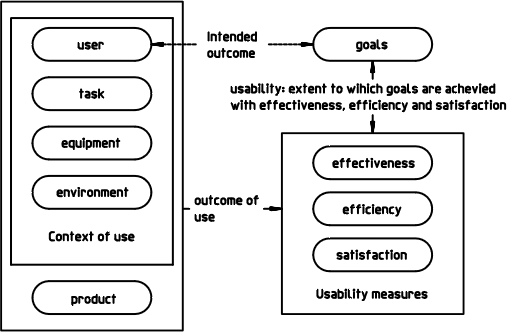 user
Intended
outcome
goals
task
usability: extent to which goals are achevied
with effectiveness, efficiency and satisfaction
equipment
effectiveness
environment
outcome of
use
efficiency
Context of use
satisfaction
product
Usability measures